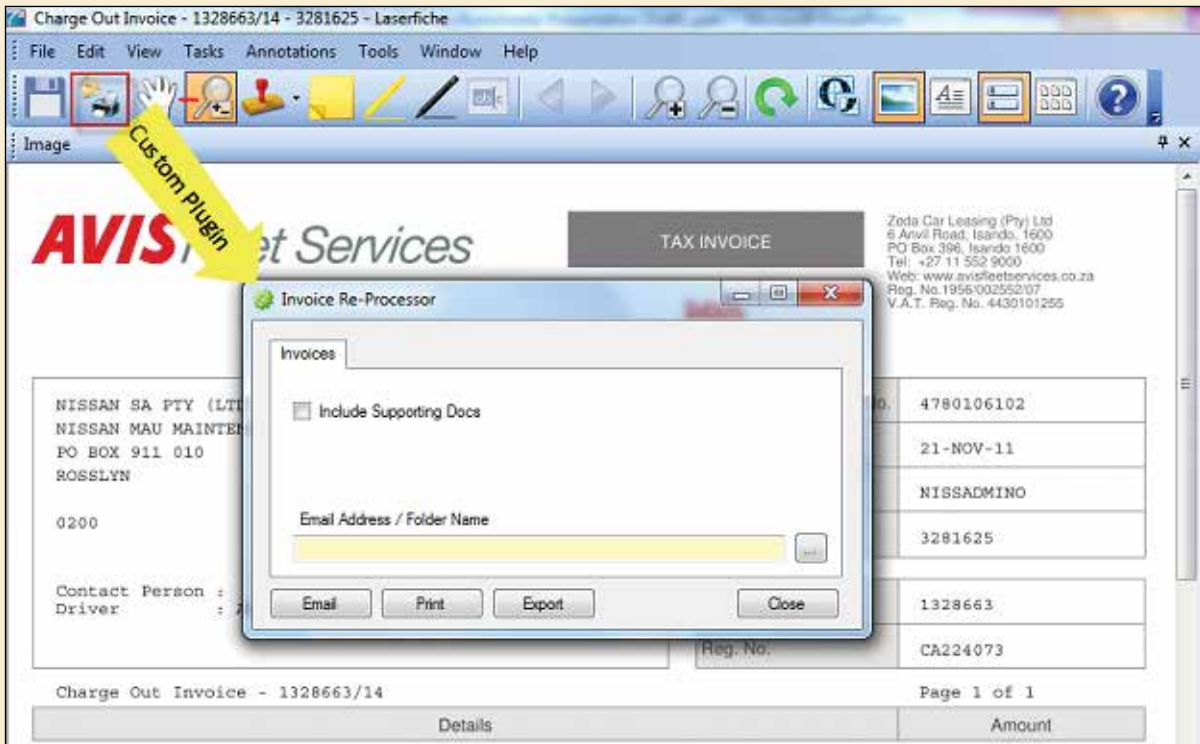 Charge Out Invoice - 1328663/14 - 3281625 - Laserfiche
File Edit View Tasks Annotations Tools Window Help
Image
Custom Plugin
AVIS eet Services
TAX INVOICE
Zeda Car Leasing (Pty) Ltd
6 Anvil Road, Isando, 1600
PO Box 396, Isando 1600
Tel: +27 11 552 9000
Web: www.avisfleetservices.co.za
Reg. No.1956/002552/07
V.A.T. Reg. No. 4430101255
Invoice Re-Processor
Invoices
Include Supporting Docs
Email Address / Folder Name
...
Email Print Export Close
NISSAN SA PTY (LT
NISSAN MAU MAINTEN
PO BOX 911 010
ROSSLYN
0200
Contact Person :
Driver :
4780106102
21-NOV-11
NISSADMINO
3281625
1328663
Reg. No. CA224073
Charge Out Invoice - 1328663/14 Page 1 of 1
Details Amount